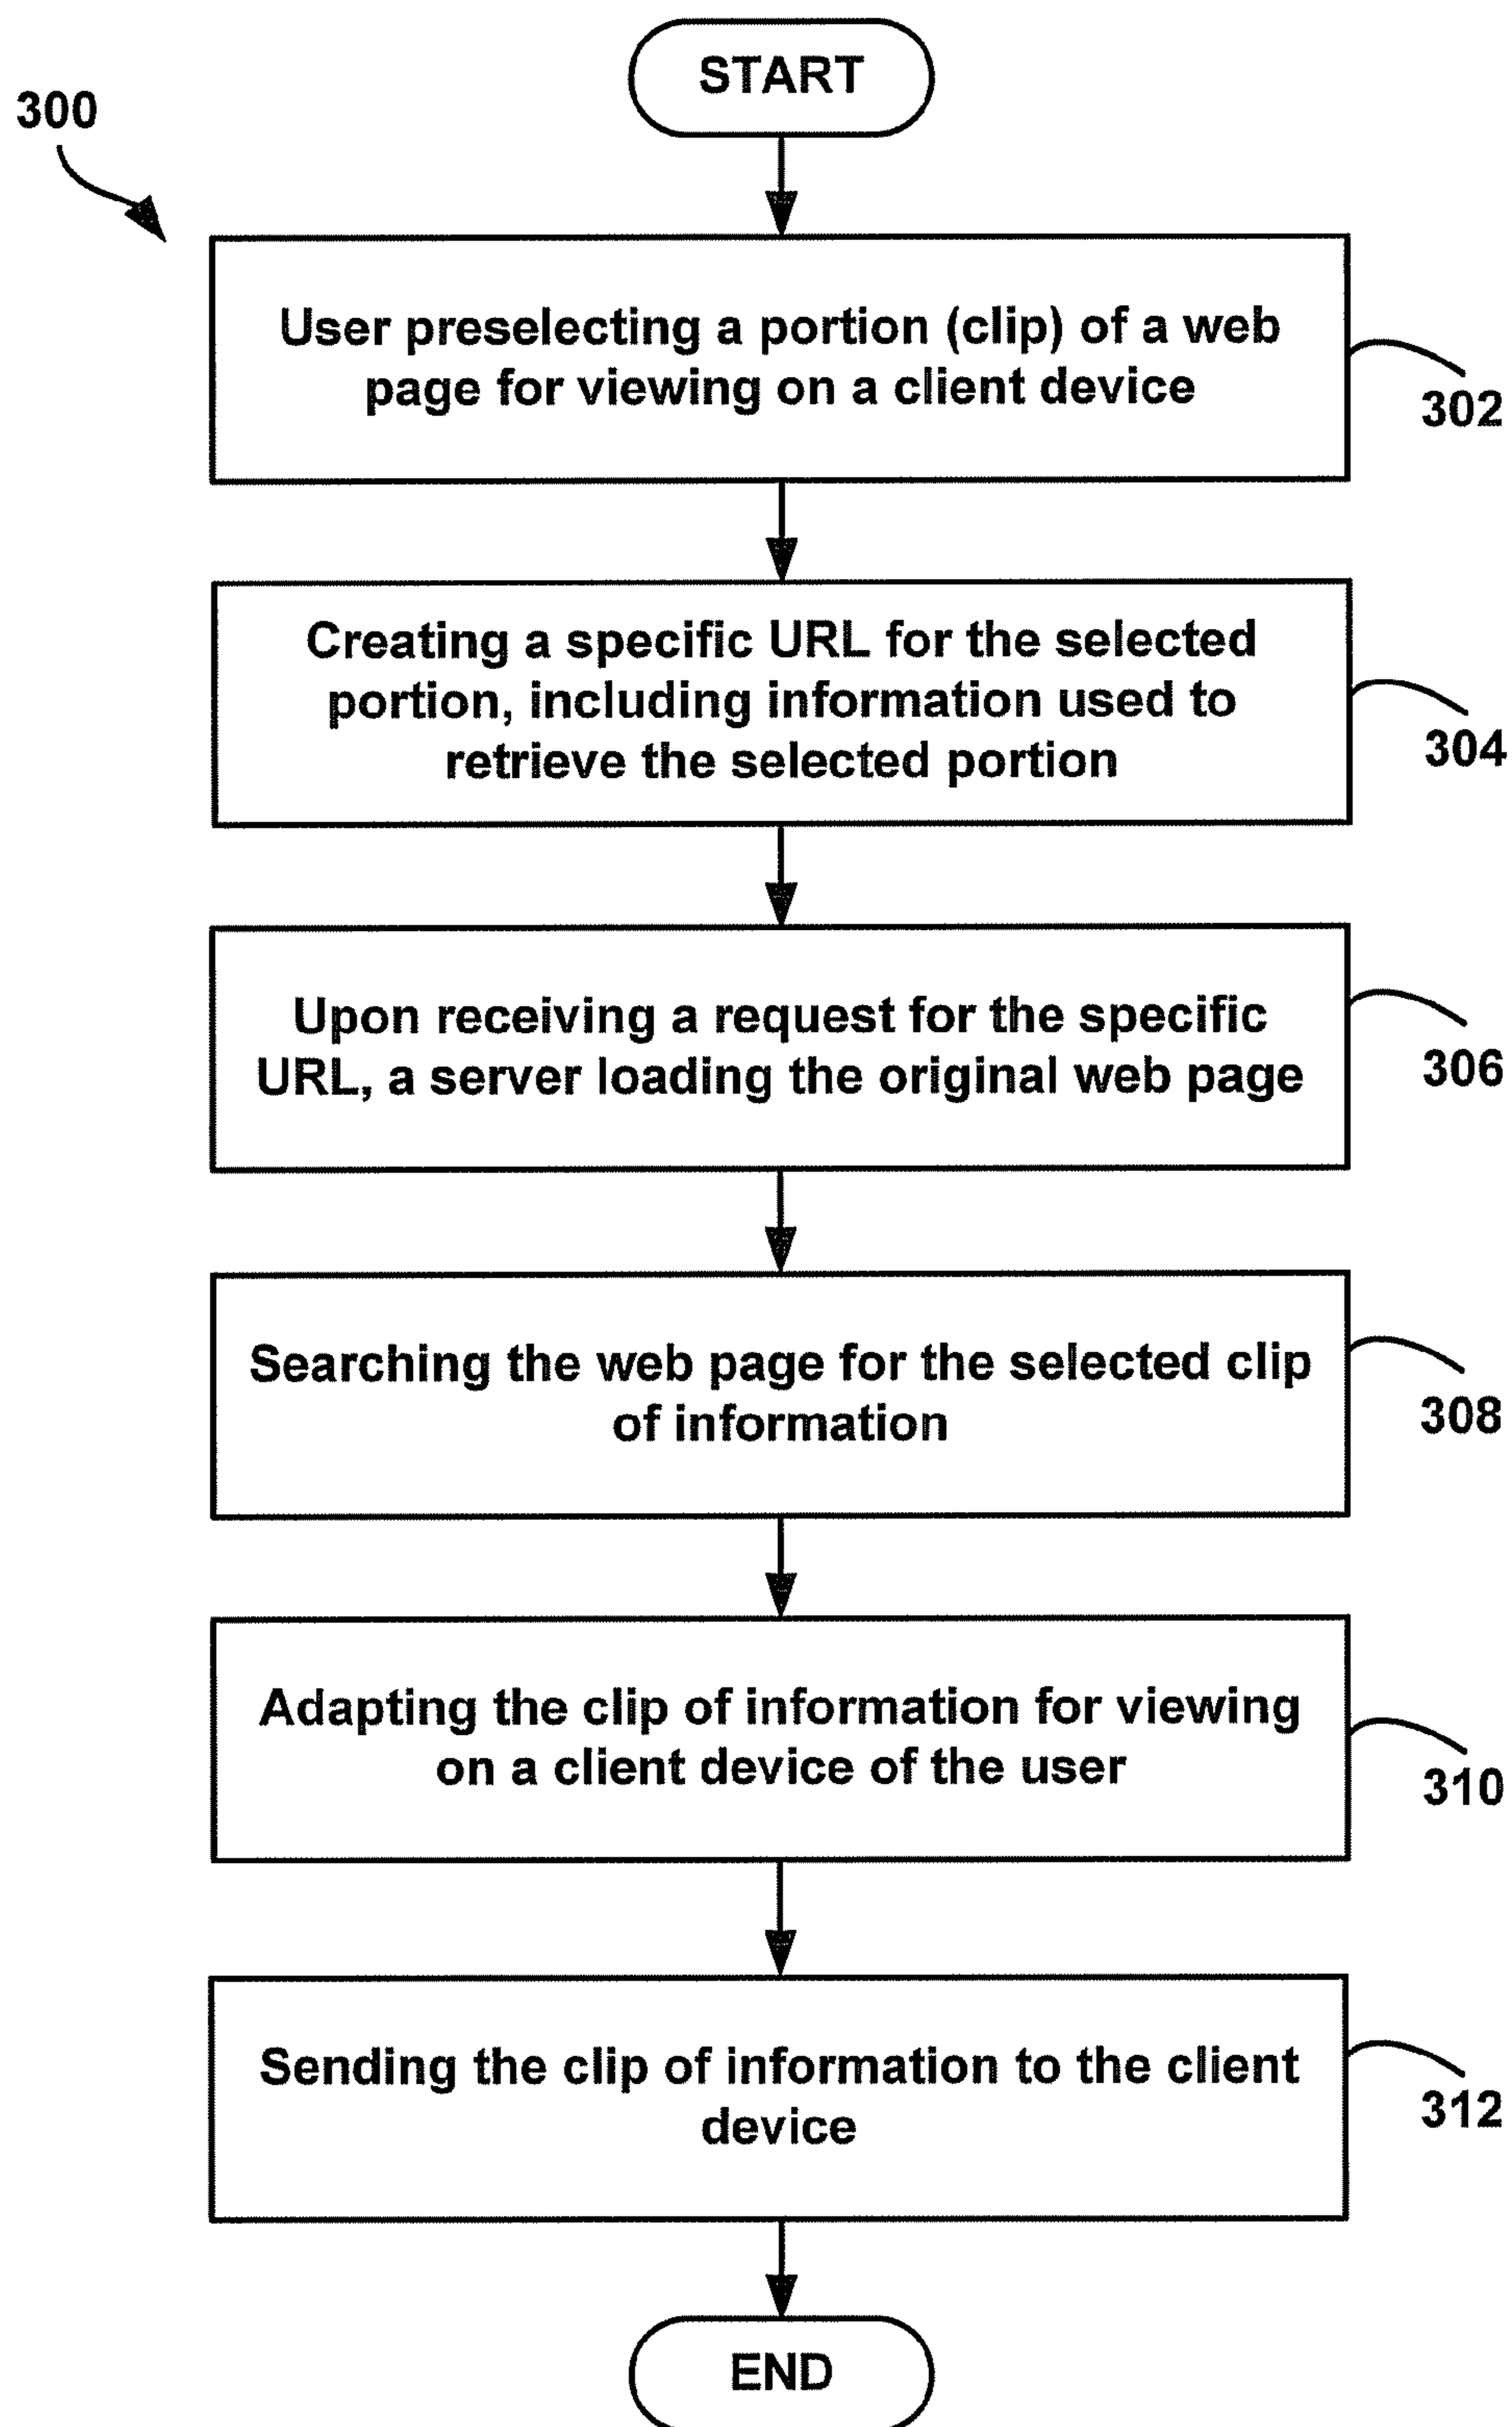 START
300
User preselecting a portion (clip) of a web
page for viewing on a client device
302
Creating a specific URL for the selected
portion, including information used to
retrieve the selected portion
304
Upon receiving a request for the specific
URL, a server loading the original web page
306
Searching the web page for the selected clip
of information
308
Adapting the clip of information for viewing
on a client device of the user
310
Sending the clip of information to the client
device
312
END